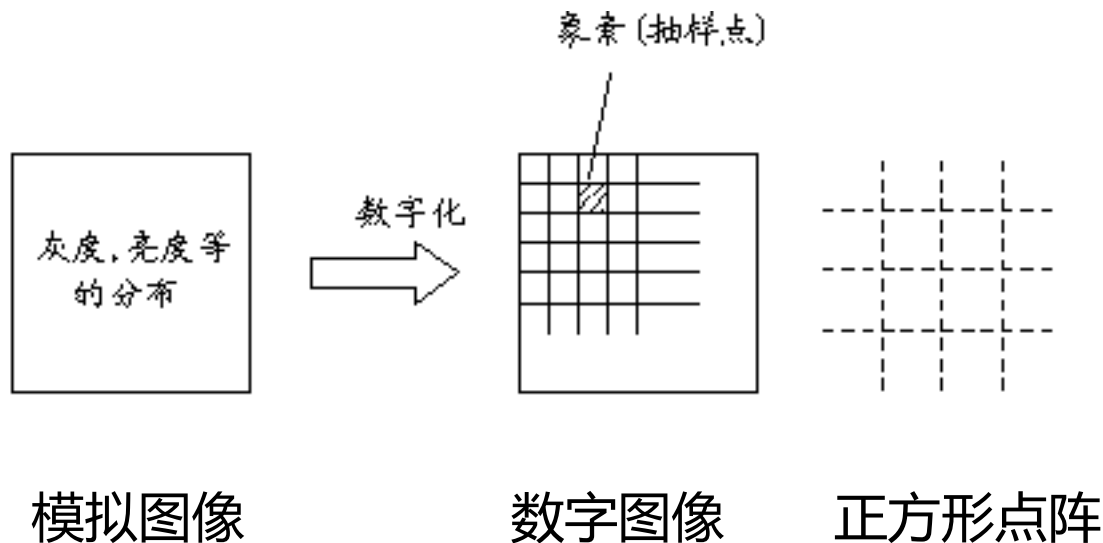 象素(抽样点)
灰度,亮度等
的分布
数字化
模拟图像
数字图像
正方形点阵